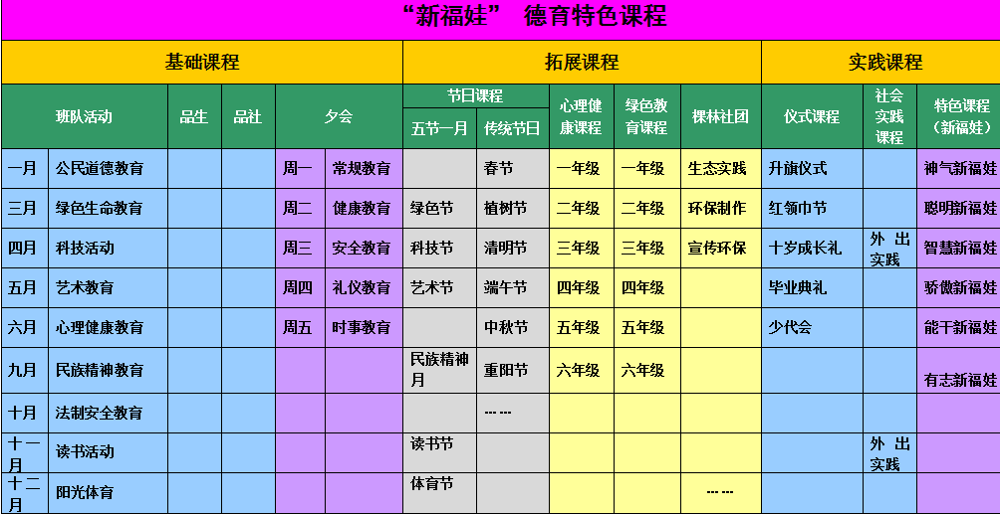 “新福娃” 德育特色课程
基础课程 拓展课程 实践课程
班队活动 品生 品社 夕会 节日课程 心理健康课程 绿色教育课程 棵林社团 仪式课程 社会实践课程 特色课程（新福娃）
五节一月 传统节日
一月 公民道德教育 周一 常规教育 春节 一年级 一年级 生态实践 升旗仪式 神气新福娃
三月 绿色生命教育 周二 健康教育 绿色节 植树节 二年级 二年级 环保制作 红领巾节 聪明新福娃
四月 科技活动 周三 安全教育 科技节 清明节 三年级 三年级 宣传环保 十岁成长礼 外出实践 智慧新福娃
五月 艺术教育 周四 礼仪教育 艺术节 端午节 四年级 四年级 毕业典礼 骄傲新福娃
六月 心理健康教育 周五 时事教育 中秋节 五年级 五年级 少代会 能干新福娃
九月 民族精神教育 民族精神月 重阳节 六年级 六年级 有志新福娃
十月 法制安全教育 ……
十一月 读书活动 读书节 外出实践
十二月 阳光体育 体育节 ……